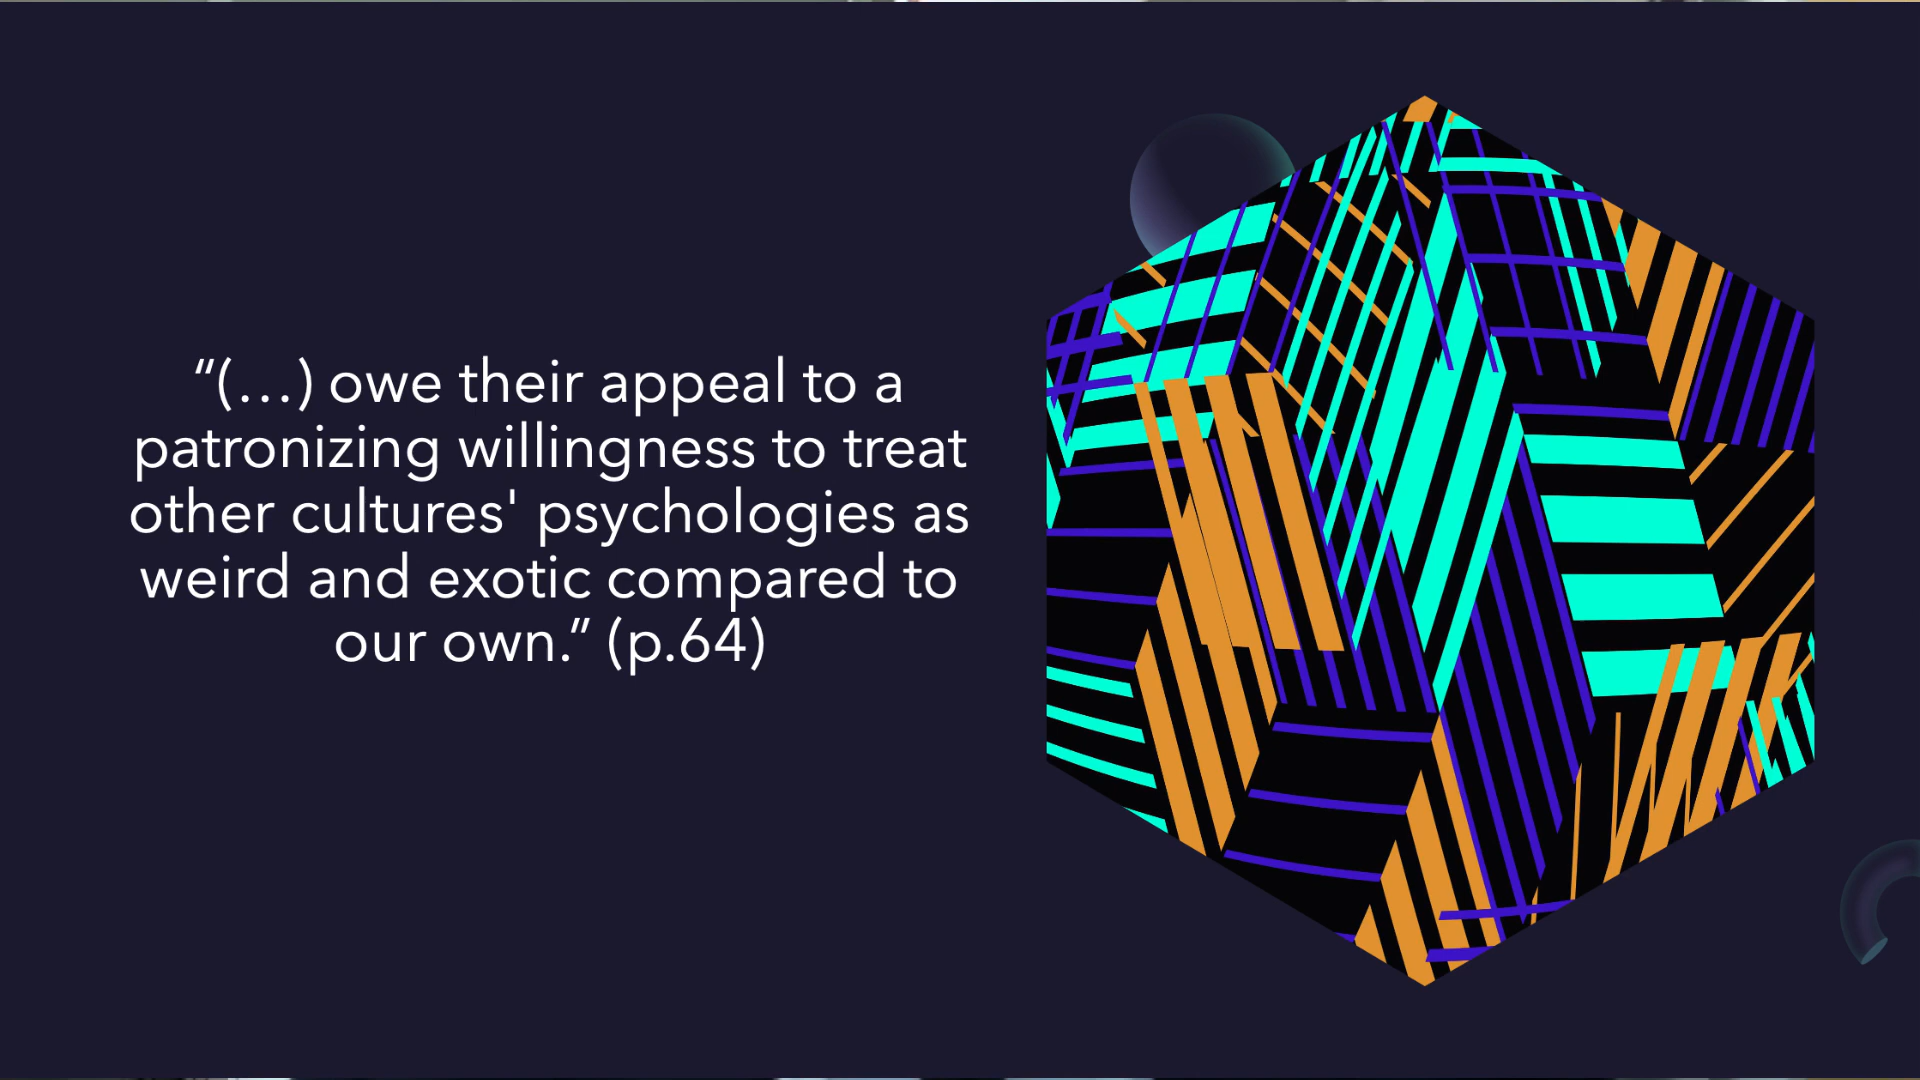 “(…) owe their appeal to a
patronizing willingness to treat
other cultures' psychologies as
weird and exotic compared to
our own.” (p.64)